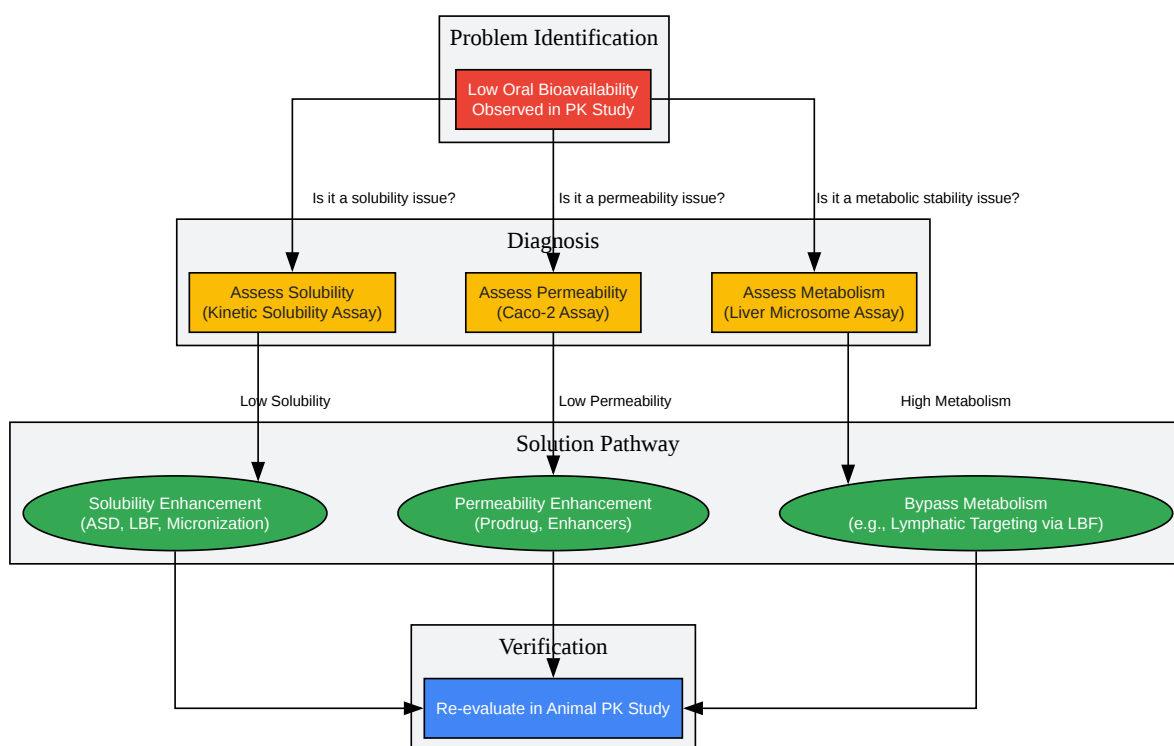 Problem Identification
Low Oral Bioavailability
Observed in PK Study
Is it a solubility issue?
Is it a permeability issue?
Is it a metabolic stability issue?
Diagnosis
Assess Solubility
(Kinetic Solubility Assay)
Assess Permeability
(Caco-2 Assay)
Assess Metabolism
(Liver Microsome Assay)
Low Solubility
Low Permeability
High Metabolism
Solution Pathway
Solubility Enhancement
(ASD, LBF, Micronization)
Permeability Enhancement
(Prodrug, Enhancers)
Bypass Metabolism
(e.g., Lymphatic Targeting via LBF)
Verification
Re-evaluate in Animal PK Study